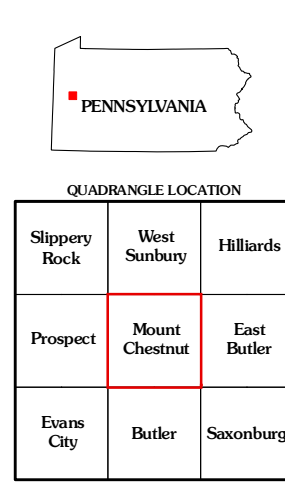 PENNSYLVANIA
QUADRANGLE LOCATION
Slippery
Rock
West
Sunbury
Hilliards
Prospect
Mount
Chestnut
East
Butler
Evans
City
Butler
Saxonburg